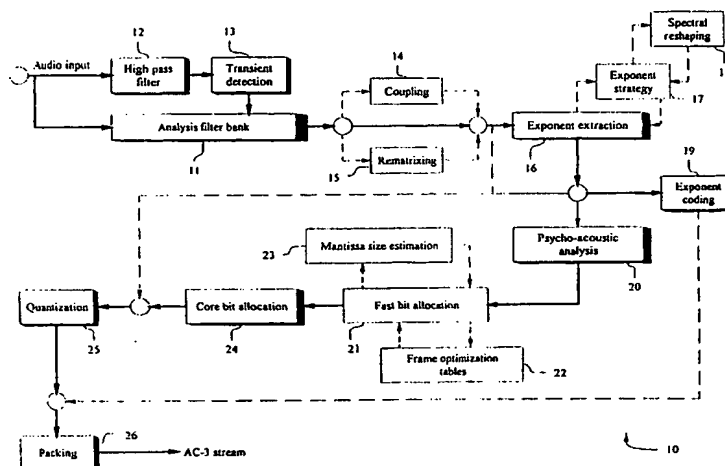 12
13
Spectral
reshaping
Audio input
High pass
filter
Transient
detection
14
Coupling
Exponent
strategy
17
Analysis filter bank
Exponent extraction
11
15
Rematrixing
16
19
Exponent
coding
23
Mantissa size estimation
Psycho-acoustic
analysis
20
Quantization
Core bit allocation
Fast bit allocation
25
24
21
Frame optimization
tables
22
26
Packing
AC-3 stream
10